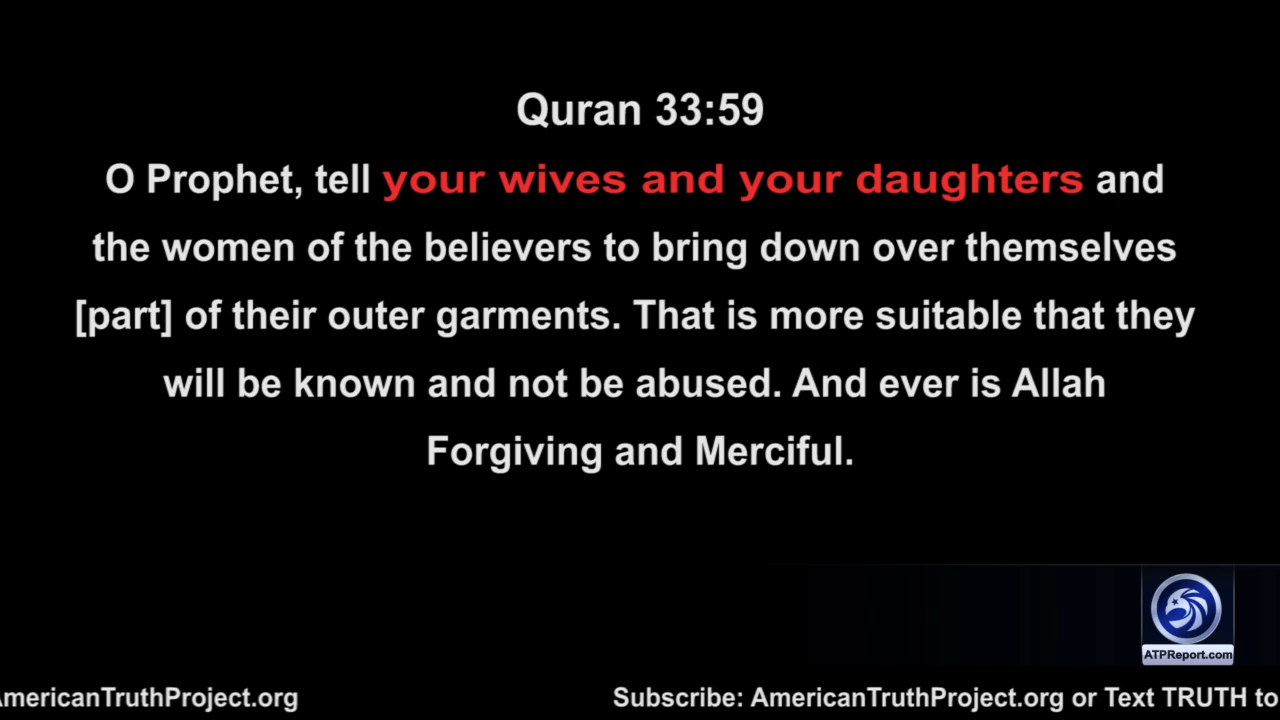 Quran 33:59
O Prophet, tell your wives and your daughters and
the women of the believers to bring down over themselves
[part] of their outer garments. That is more suitable that they
will be known and not be abused. And ever is Allah
Forgiving and Merciful.
ATPReport.com
AmericanTruthProject.org
Subscribe: AmericanTruthProject.org or Text TRUTH to